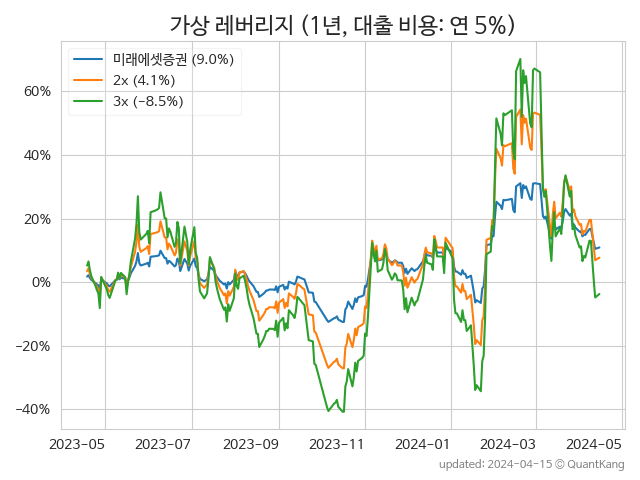 가상 레버리지 (1년, 대출 비용: 연 5%)
미래에셋증권 (9.0%)
2x (4.1%)
3x (−8.5%)
60%
40%
20%
0%
−20%
−40%
2023-05 2023-07 2023-09 2023-11 2024-01 2024-03 2024-05
updated: 2024-04-15 © QuantKang